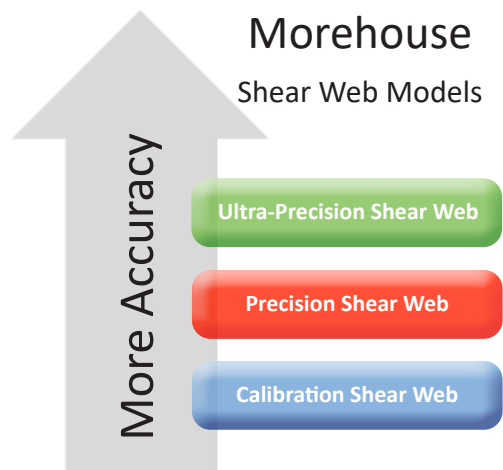 Morehouse
Shear Web Models
More Accuracy
Ultra-Precision Shear Web
Precision Shear Web
Calibration Shear Web